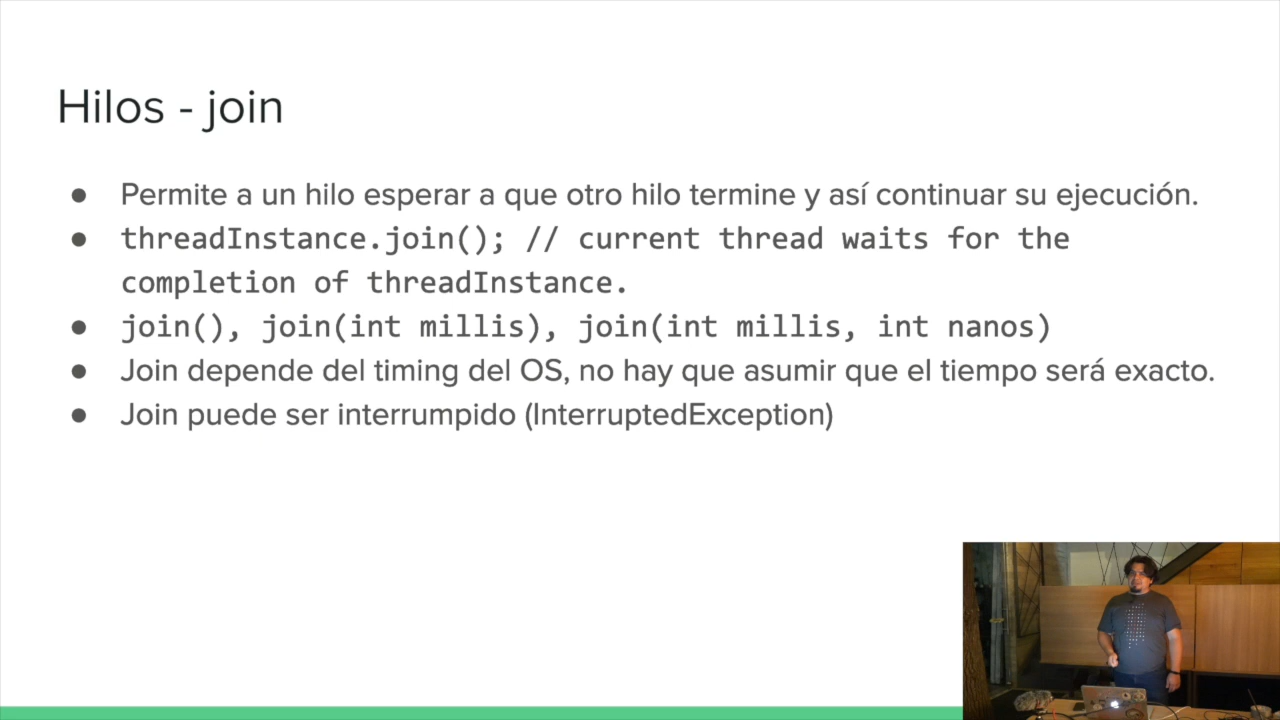 Hilos - join
● Permite a un hilo esperar a que otro hilo termine y así continuar su ejecución.
● threadInstance.join(); // current thread waits for the
completion of threadInstance.
● join(), join(int millis), join(int millis, int nanos)
● Join depende del timing del OS, no hay que asumir que el tiempo será exacto.
● Join puede ser interrumpido (InterruptedException)